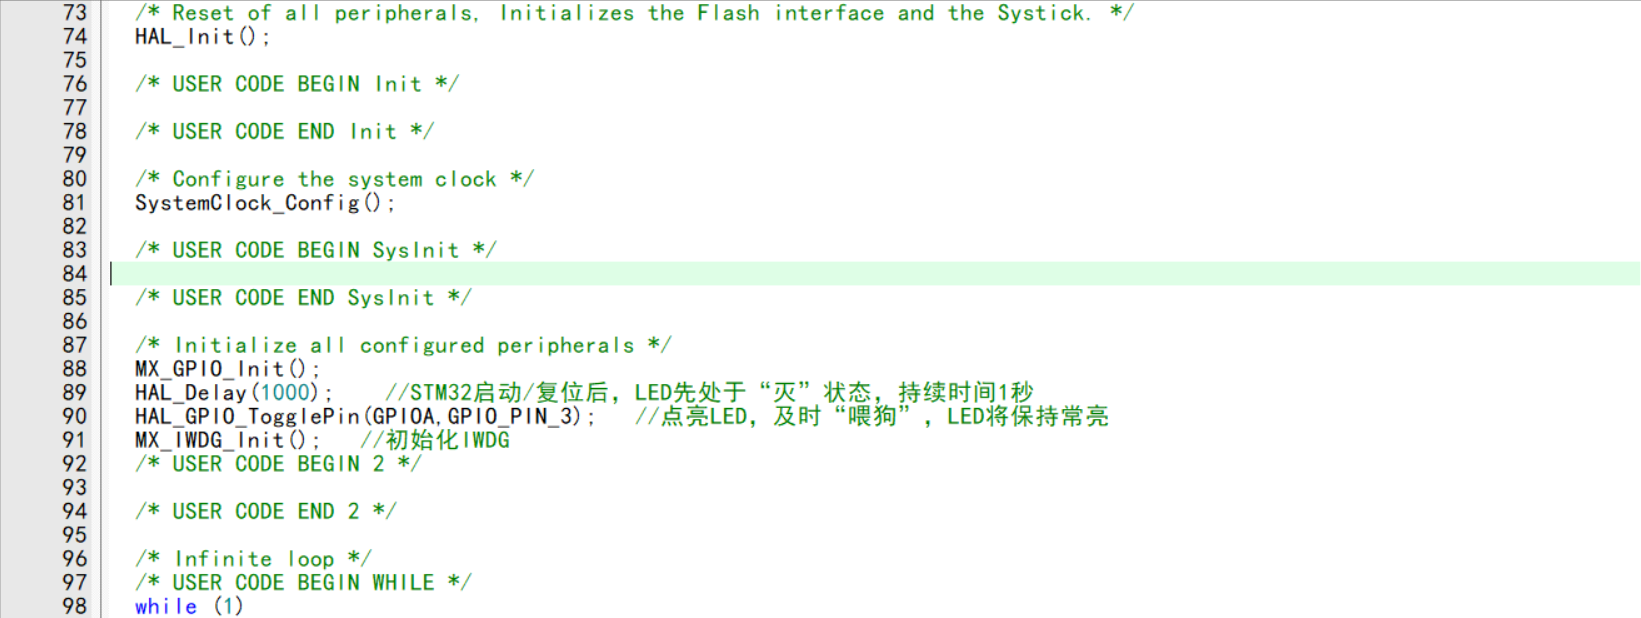 73 /* Reset of all peripherals, Initializes the Flash interface and the Systick. */
74 HAL_Init();
75
76 /* USER CODE BEGIN Init */
77
78 /* USER CODE END Init */
79
80 /* Configure the system clock */
81 SystemClock_Config();
82
83 /* USER CODE BEGIN SysInit */
84
85 /* USER CODE END SysInit */
86
87 /* Initialize all configured peripherals */
88 MX_GPIO_Init();
89 HAL_Delay(1000); //STM32启动/复位后，LED先处于“灭”状态，持续时间1秒
90 HAL_GPIO_TogglePin(GPIOA,GPIO_PIN_3); //点亮LED，及时“喂狗”，LED将保持常亮
91 MX_IWDG_Init(); //初始化IWDG
92 /* USER CODE BEGIN 2 */
93
94 /* USER CODE END 2 */
95
96 /* Infinite loop */
97 /* USER CODE BEGIN WHILE */
98 while (1)